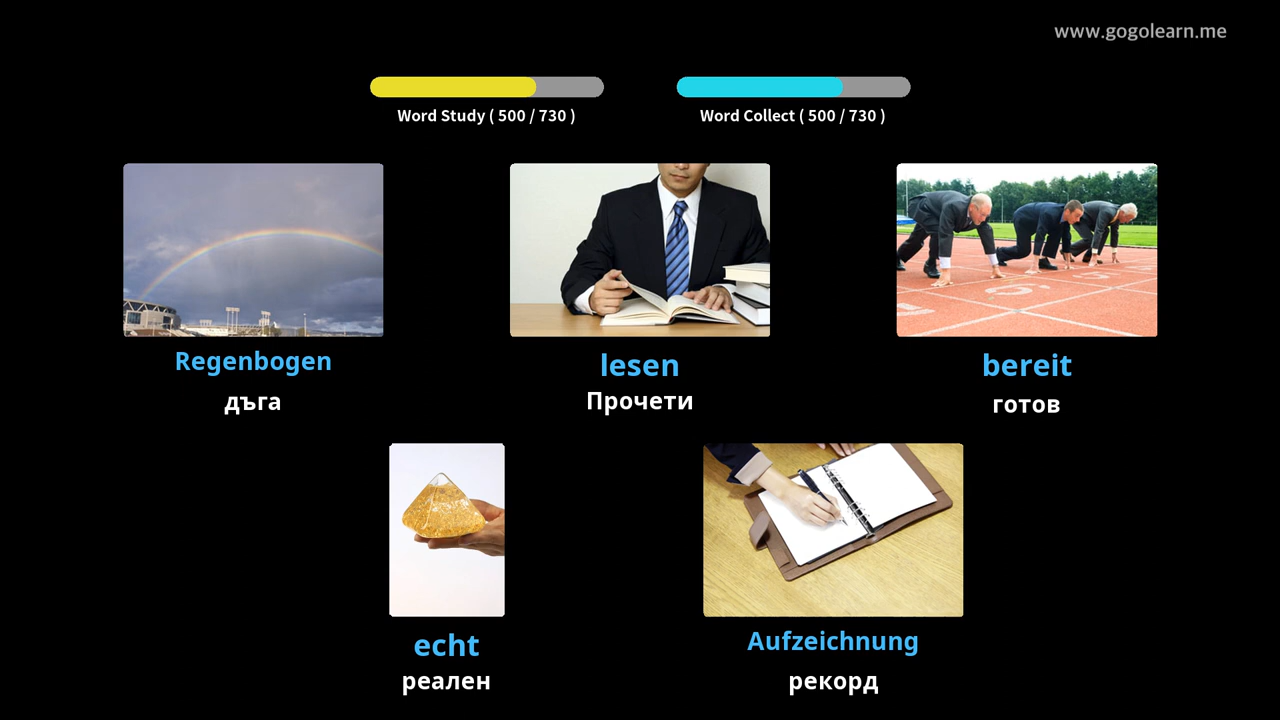 www.gogolearn.me
Word Study ( 500 / 730 )
Word Collect ( 500 / 730 )
Regenbogen
дъга
lesen
Прочети
bereit
готов
echt
реален
Aufzeichnung
рекорд